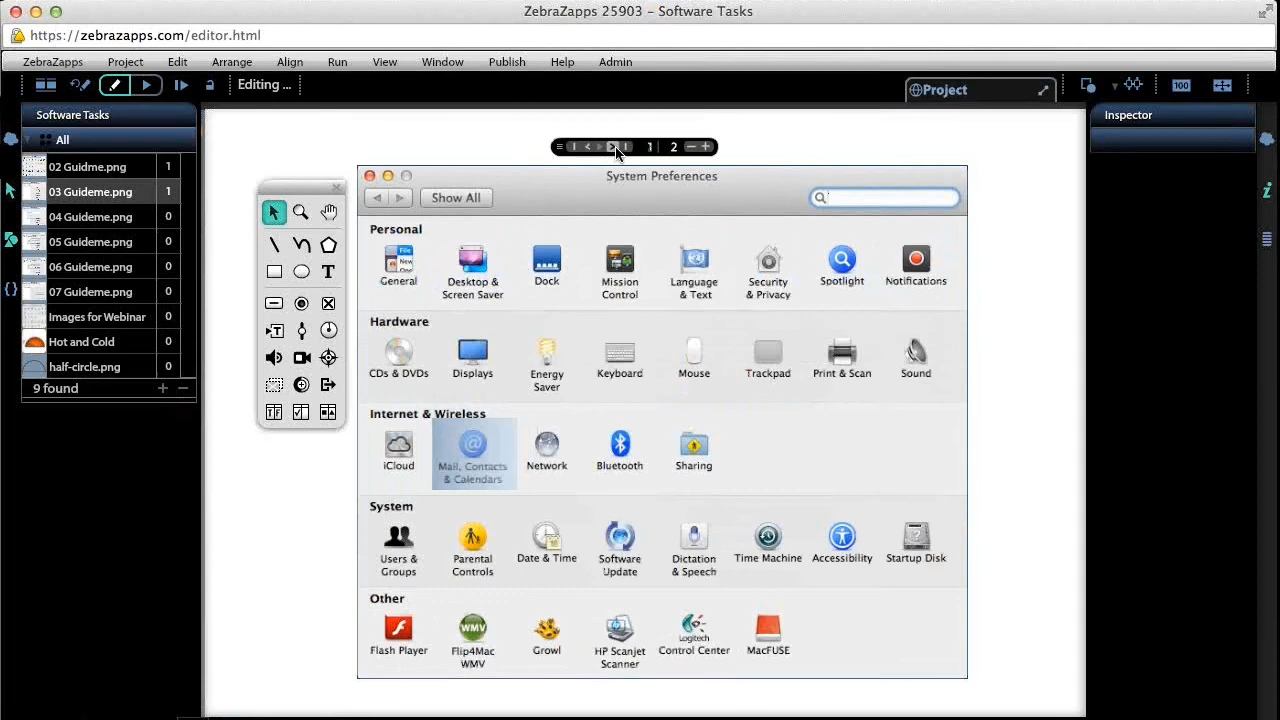 ZebraZapps 25903 – Software Tasks
https://zebrazapps.com/editor.html
ZebraZapps Project Edit Arrange Align Run View Window Publish Help Admin
Editing ...
Project
100
Software Tasks
Inspector
All
02 Guidme.png 1
03 Guideme.png 1
04 Guideme.png 0
05 Guideme.png 0
06 Guideme.png 0
07 Guideme.png 0
Images for Webinar 0
Hot and Cold 0
half-circle.png 0
9 found + −
1 2 − +
System Preferences
Show All
Personal
General
Desktop & Screen Saver
Dock
Mission Control
Language & Text
Security & Privacy
Spotlight
Notifications
Hardware
CDs & DVDs
Displays
Energy Saver
Keyboard
Mouse
Trackpad
Print & Scan
Sound
Internet & Wireless
iCloud
Mail, Contacts & Calendars
Network
Bluetooth
Sharing
System
Users & Groups
Parental Controls
Date & Time
Software Update
Dictation & Speech
Time Machine
Accessibility
Startup Disk
Other
Flash Player
WMV
Flip4Mac WMV
Growl
HP Scanjet Scanner
Logitech Control Center
MacFUSE